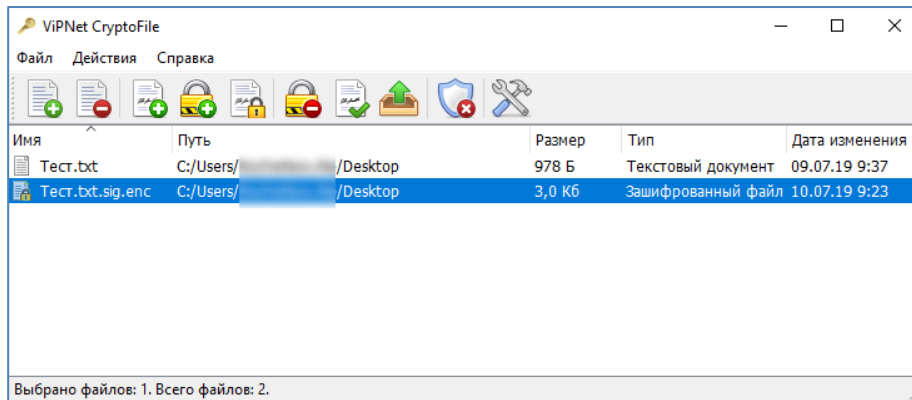 ViPNet CryptoFile
Файл Действия Справка
Имя Путь Размер Тип Дата изменения
Тест.txt C:/Users/ /Desktop 978 Б Текстовый документ 09.07.19 9:37
Тест.txt.sig.enc C:/Users/ /Desktop 3,0 Кб Зашифрованный файл 10.07.19 9:23
Выбрано файлов: 1. Всего файлов: 2.